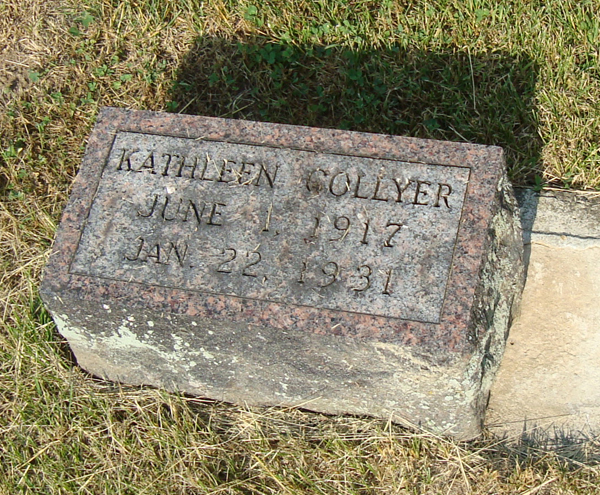 KATHLEEN COLLYER
JUNE 1, 1917
JAN. 22, 1931